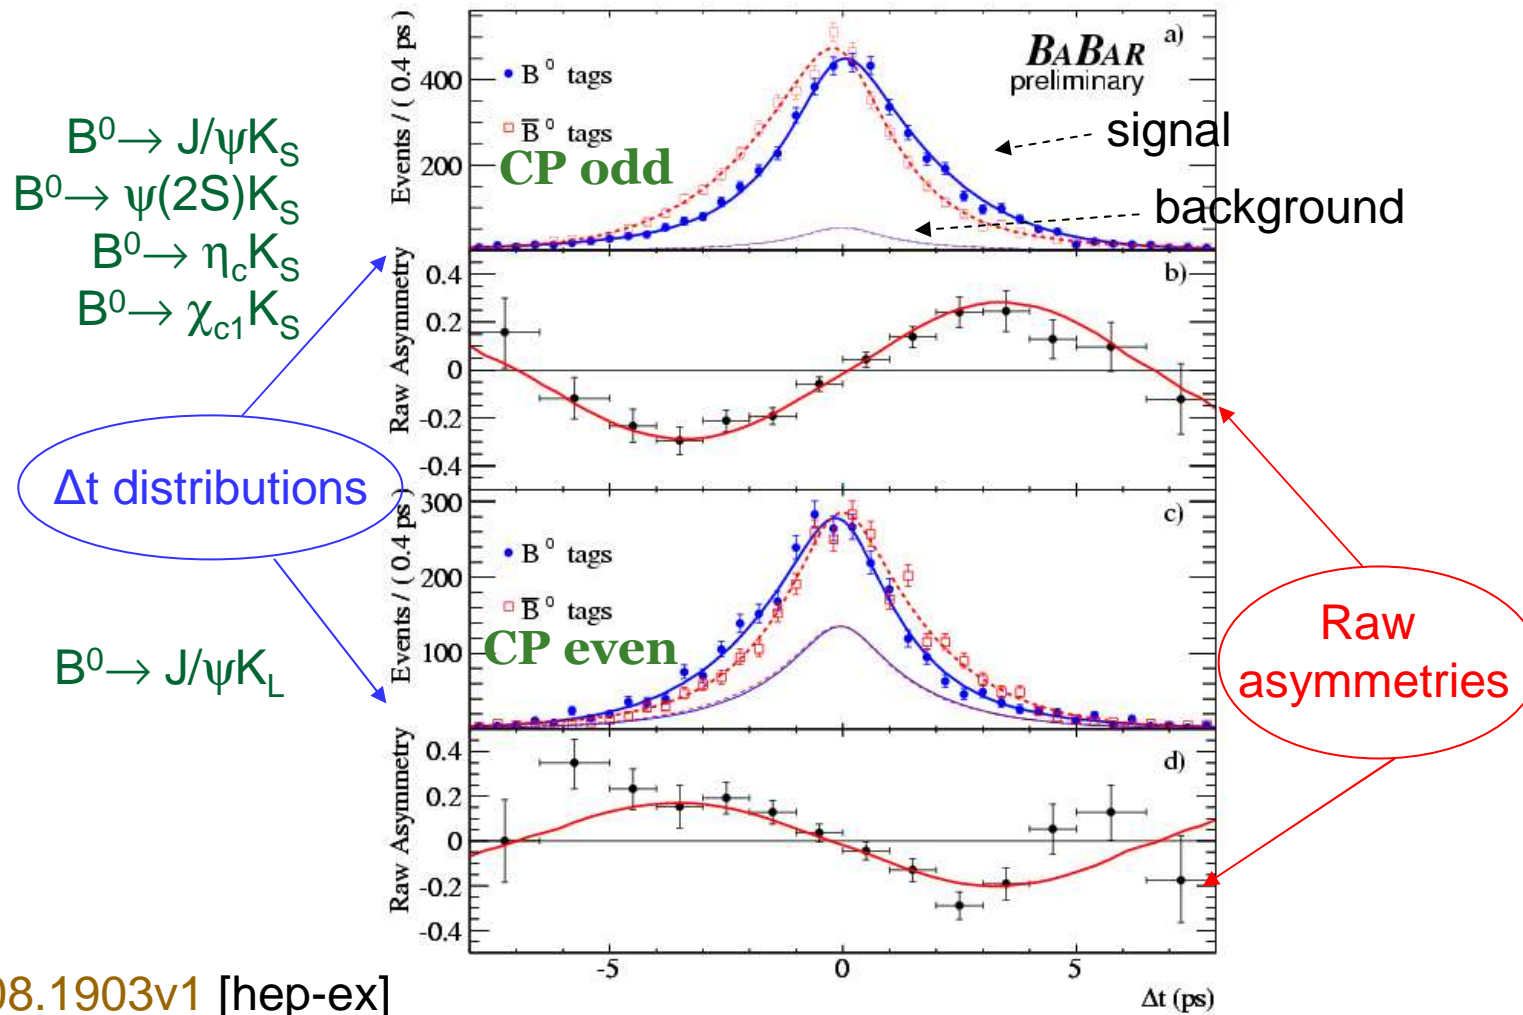 B⁰→ J/ψK_S
B⁰→ ψ(2S)K_S
B⁰→ η_cK_S
B⁰→ χ_c1K_S
Δt distributions
B⁰→ J/ψK_L
08.1903v1 [hep-ex]
Events / ( 0.4 ps )
400
200
B⁰ tags
B̅⁰ tags
CP odd
BABAR
preliminary
a)
signal
background
Raw Asymmetry
0.4
0.2
0
-0.2
-0.4
b)
Events / ( 0.4 ps )
300
200
100
B⁰ tags
B̅⁰ tags
CP even
c)
Raw Asymmetry
0.4
0.2
0
-0.2
-0.4
d)
-5
0
5
Δt (ps)
Raw
asymmetries